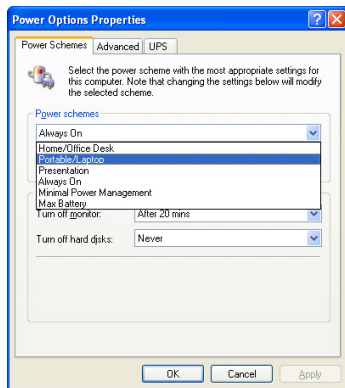 Power Options Properties
Power Schemes Advanced UPS
Select the power scheme with the most appropriate settings for
this computer. Note that changing the settings below will modify
the selected scheme.
Power schemes
Always On
Home/Office Desk
Portable/Laptop
Presentation
Always On
Minimal Power Management
Max Battery
Turn off monitor: After 20 mins
Turn off hard disks: Never
OK Cancel Apply